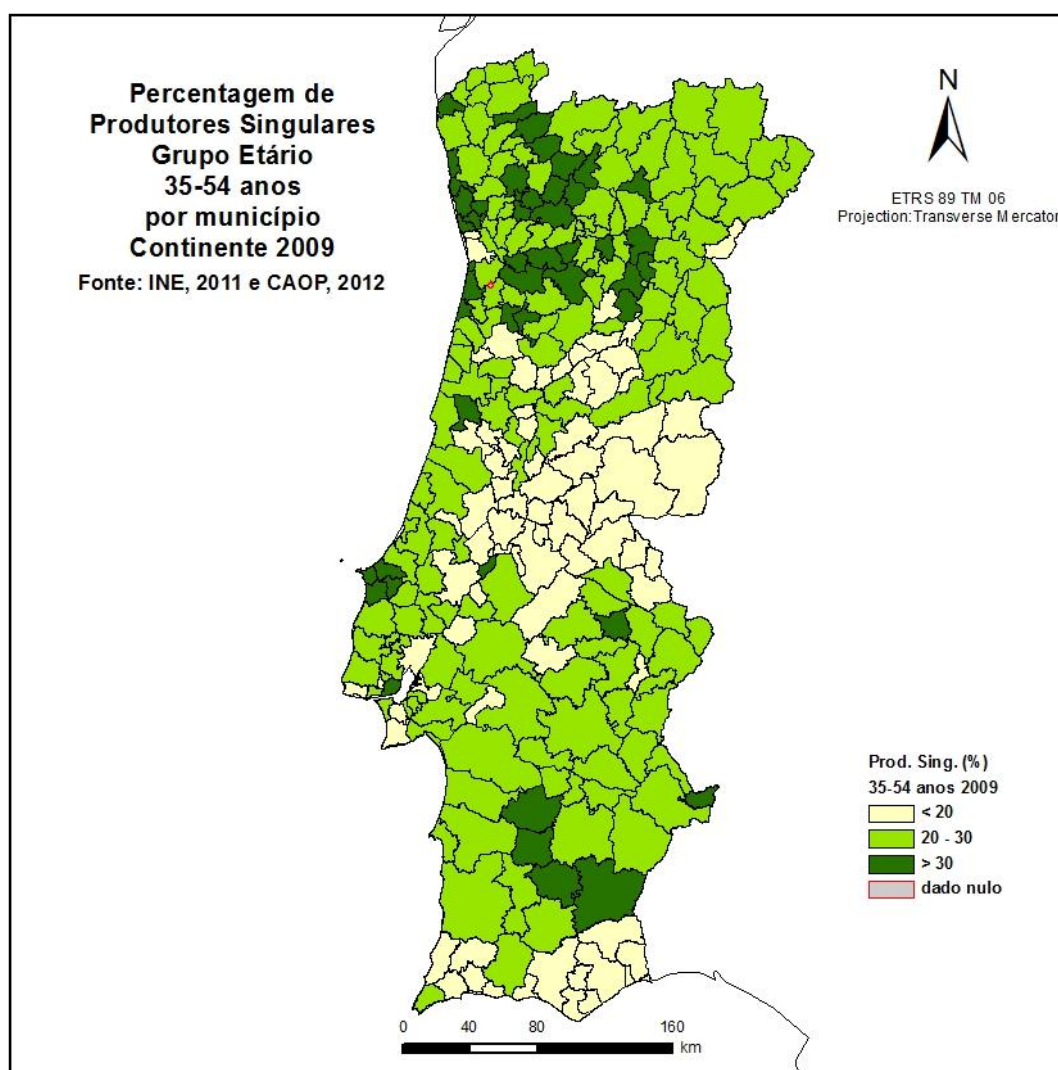 Percentagem de
Produtores Singulares
Grupo Etário
35-54 anos
por município
Continente 2009
Fonte: INE, 2011 e CAOP, 2012
N
ETRS 89 TM 06
Projection:Transverse Mercator
Prod. Sing. (%)
35-54 anos 2009
< 20
20 - 30
> 30
dado nulo
0 40 80 160
km